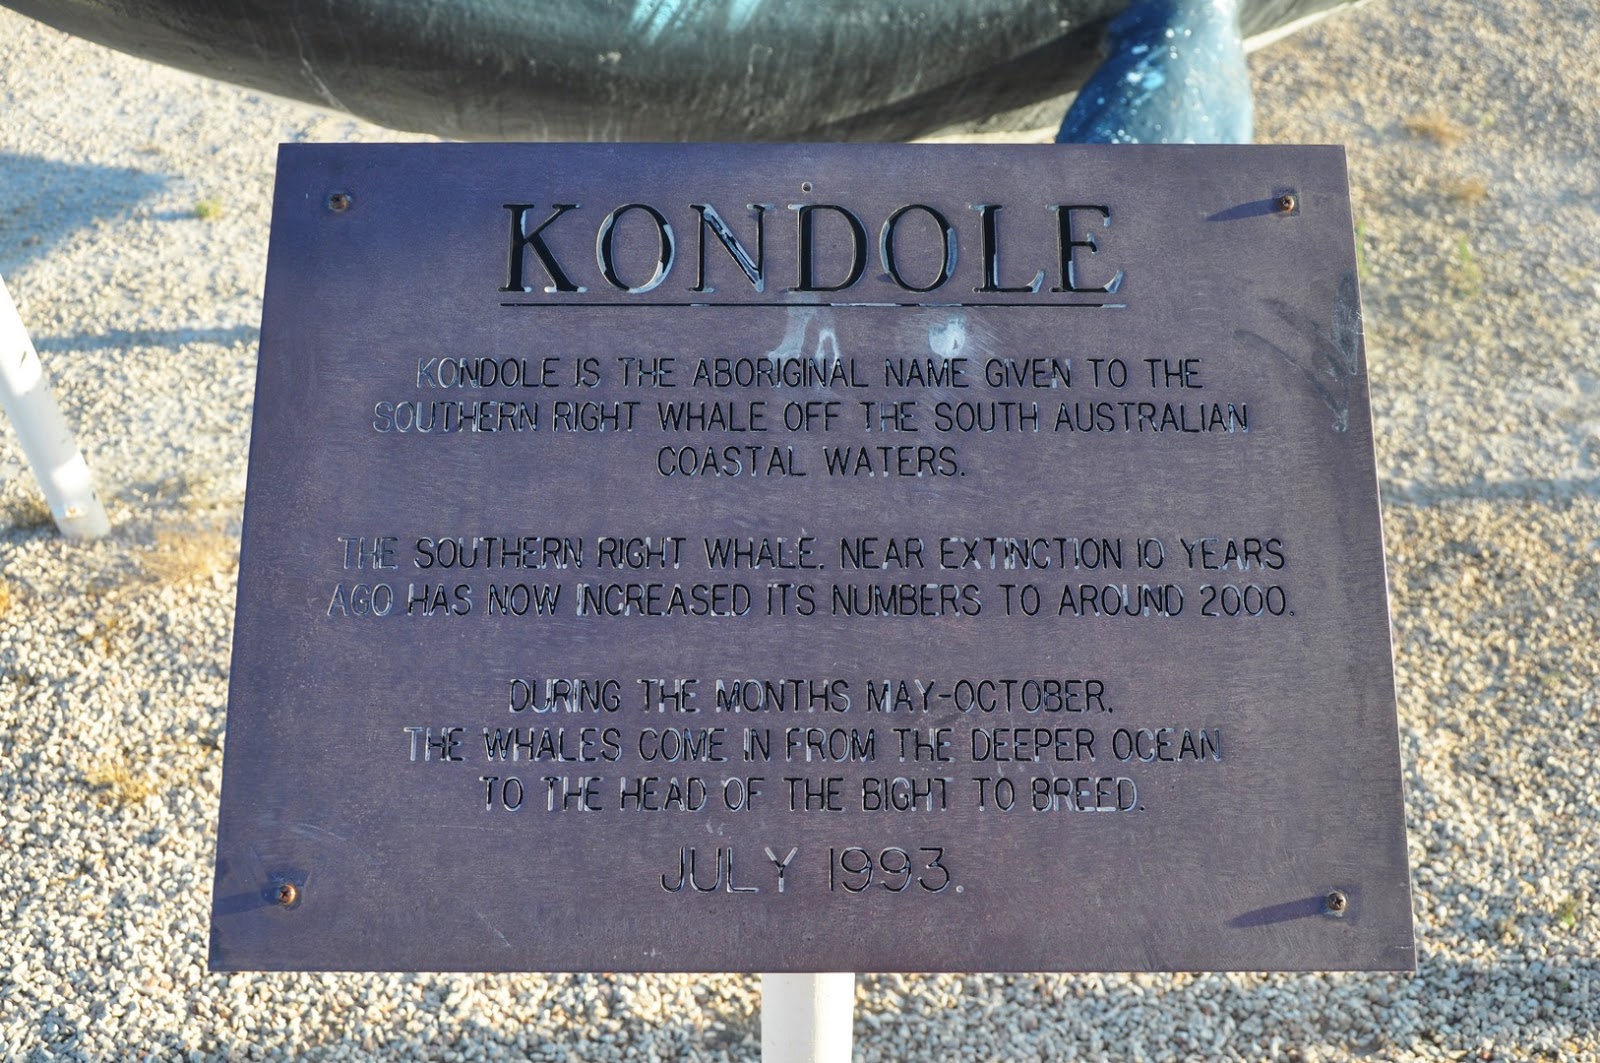 KONDOLE
KONDOLE IS THE ABORIGINAL NAME GIVEN TO THE
SOUTHERN RIGHT WHALE OFF THE SOUTH AUSTRALIAN
COASTAL WATERS.
THE SOUTHERN RIGHT WHALE, NEAR EXTINCTION 10 YEARS
AGO HAS NOW INCREASED ITS NUMBERS TO AROUND 2000.
DURING THE MONTHS MAY-OCTOBER,
THE WHALES COME IN FROM THE DEEPER OCEAN
TO THE HEAD OF THE BIGHT TO BREED.
JULY 1993.